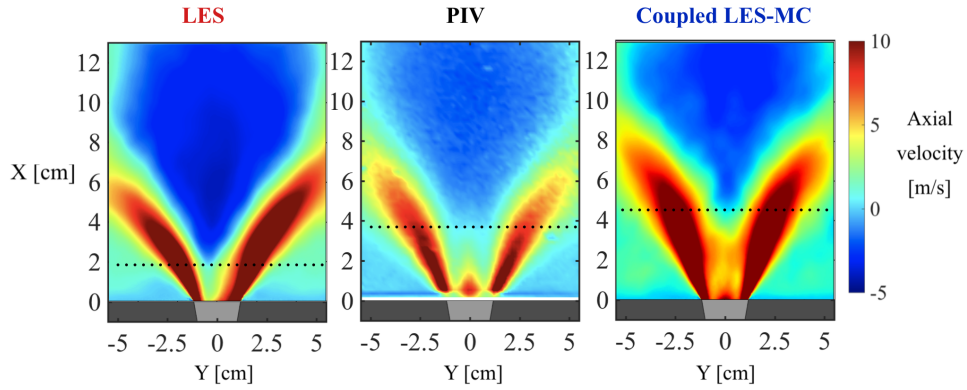 LES PIV Coupled LES-MC
12 12 12 10
10 10 10
8 8 8 5 Axial
X [cm] 6 6 6 velocity
4 4 4 0 [m/s]
2 2 2
0 0 0 -5
-5 -2.5 0 2.5 5 -5 -2.5 0 2.5 5 -5 -2.5 0 2.5 5
Y [cm] Y [cm] Y [cm]